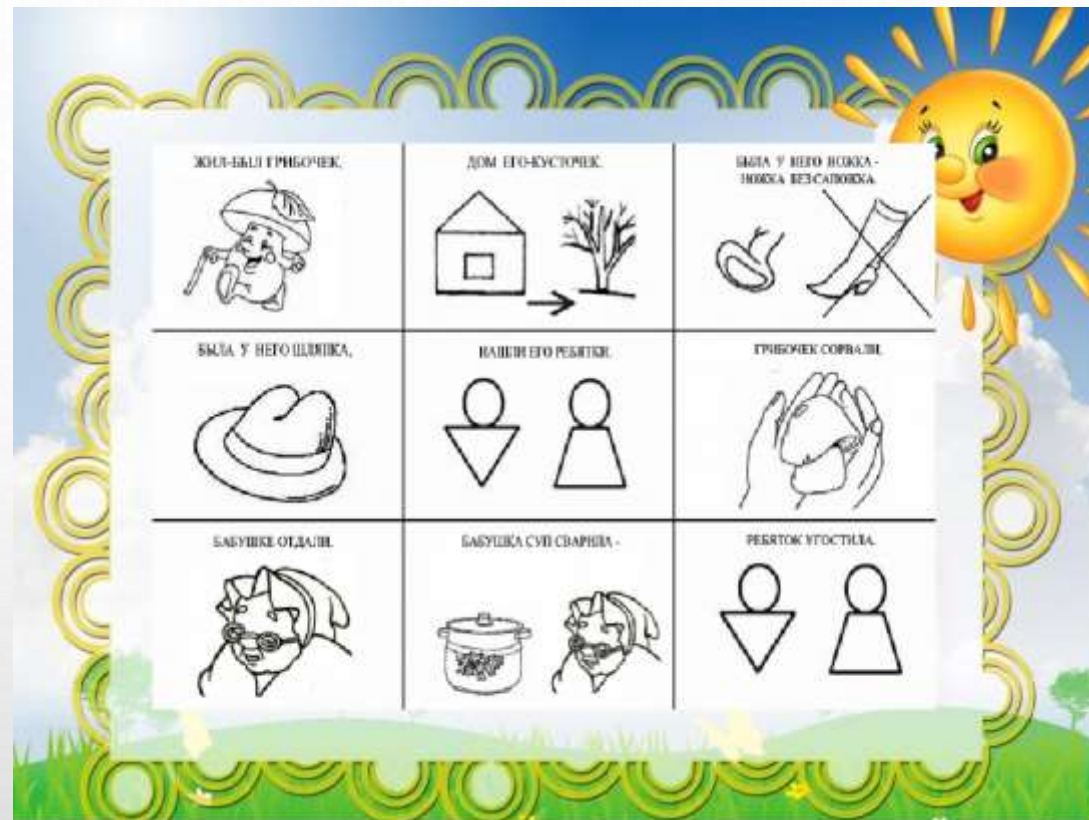 ЖИЛ-БЫЛ ГРИБОЧЕК,
ДОМ ЕГО-КУСТОЧЕК.
БЫЛА У НЕГО НОЖКА -
НОЖКА БЕЗ САПОЖКА.
БЫЛА У НЕГО ШЛЯПКА,
НАШЛИ ЕГО РЕБЯТКИ.
ГРИБОЧЕК СОРВАЛИ,
БАБУШКЕ ОТДАЛИ.
БАБУШКА СУП СВАРИЛА -
РЕБЯТОК УГОСТИЛА.